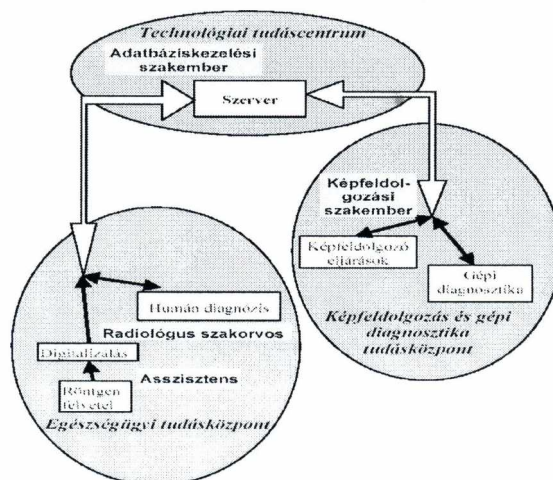 Technológiai tudáscentrum
Adatbáziskezelési
szakember
Szerver
Képfeldol-
gozási
szakember
Képfeldolgozó
eljárások
Gépi
diagnosztika
Képfeldolgozás és gépi
diagnosztika
tudásközpont
Humán diagnózis
Radiológus szakorvos
Digitalizálás
Asszisztens
Röntgen
felvétel
Egészségügyi tudásközpont